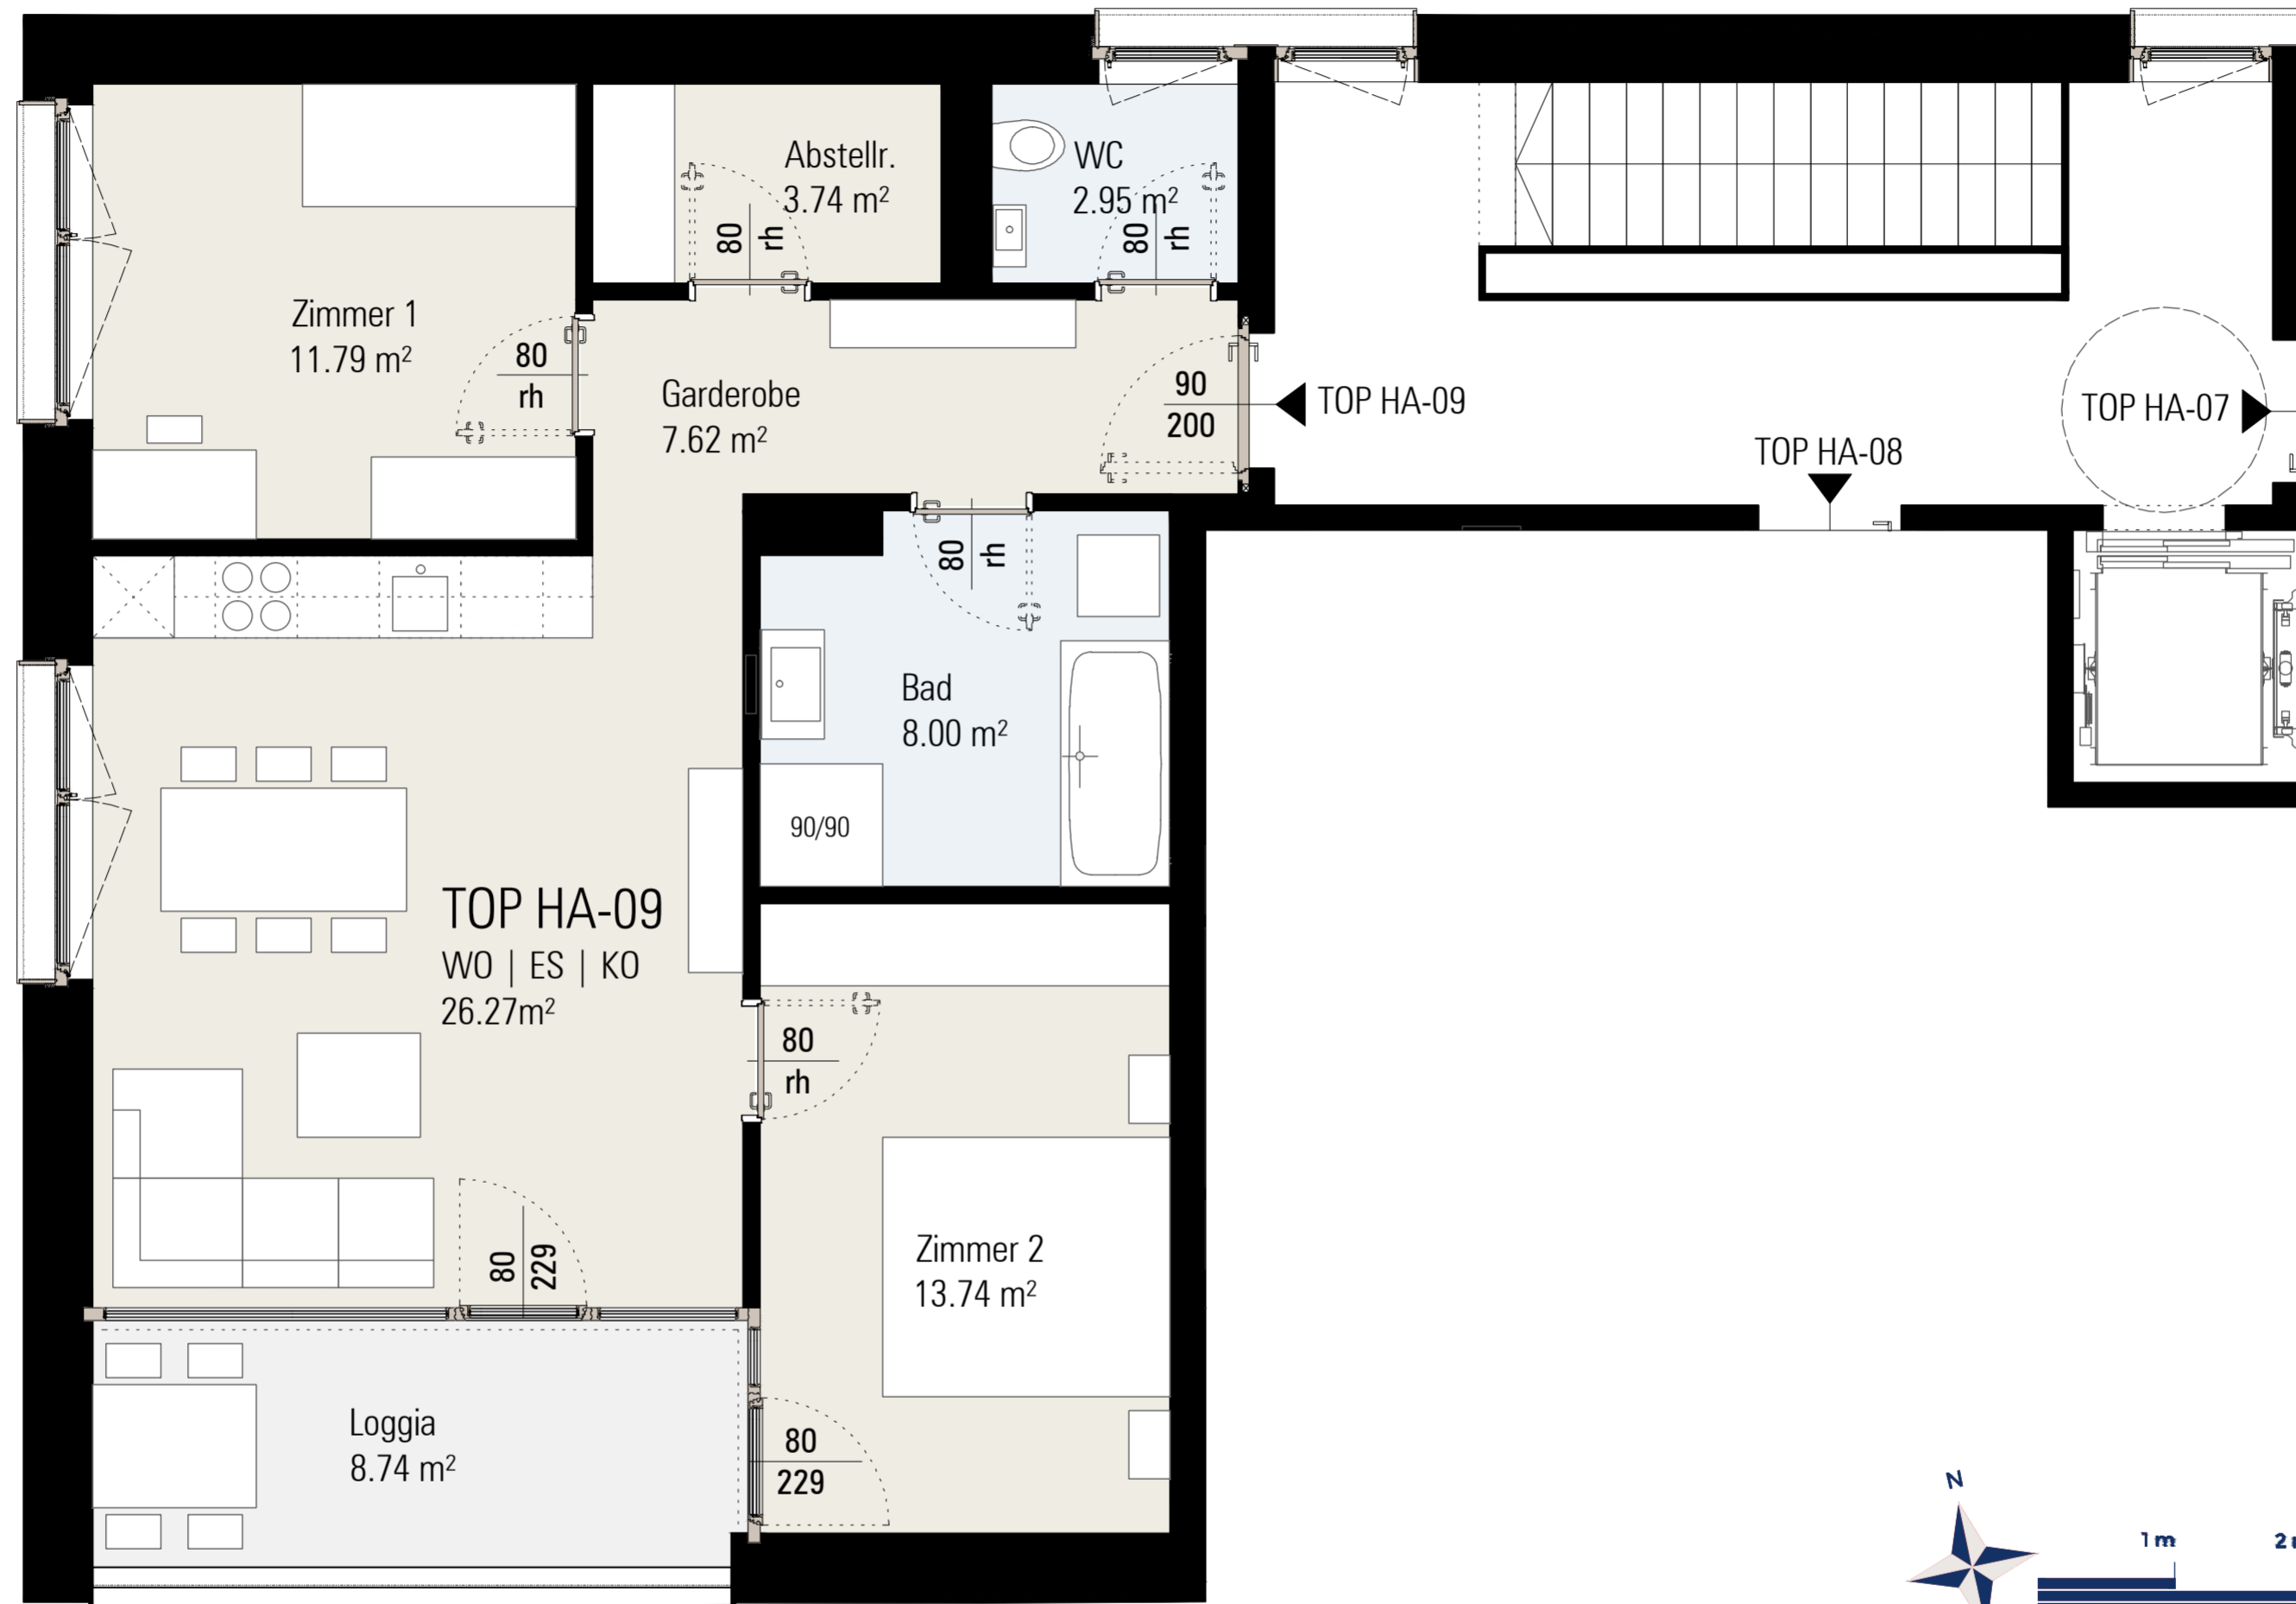 Abstellr.
3.74 m²
80
rh
WC
2.95 m²
80
rh
Zimmer 1
11.79 m²
80
rh
Garderobe
7.62 m²
90
200
TOP HA-09
TOP HA-07
TOP HA-08
80
rh
Bad
8.00 m²
90/90
TOP HA-09
WO | ES | KO
26.27m²
80
rh
80
229
Zimmer 2
13.74 m²
Loggia
8.74 m²
80
229
N
1 m
2